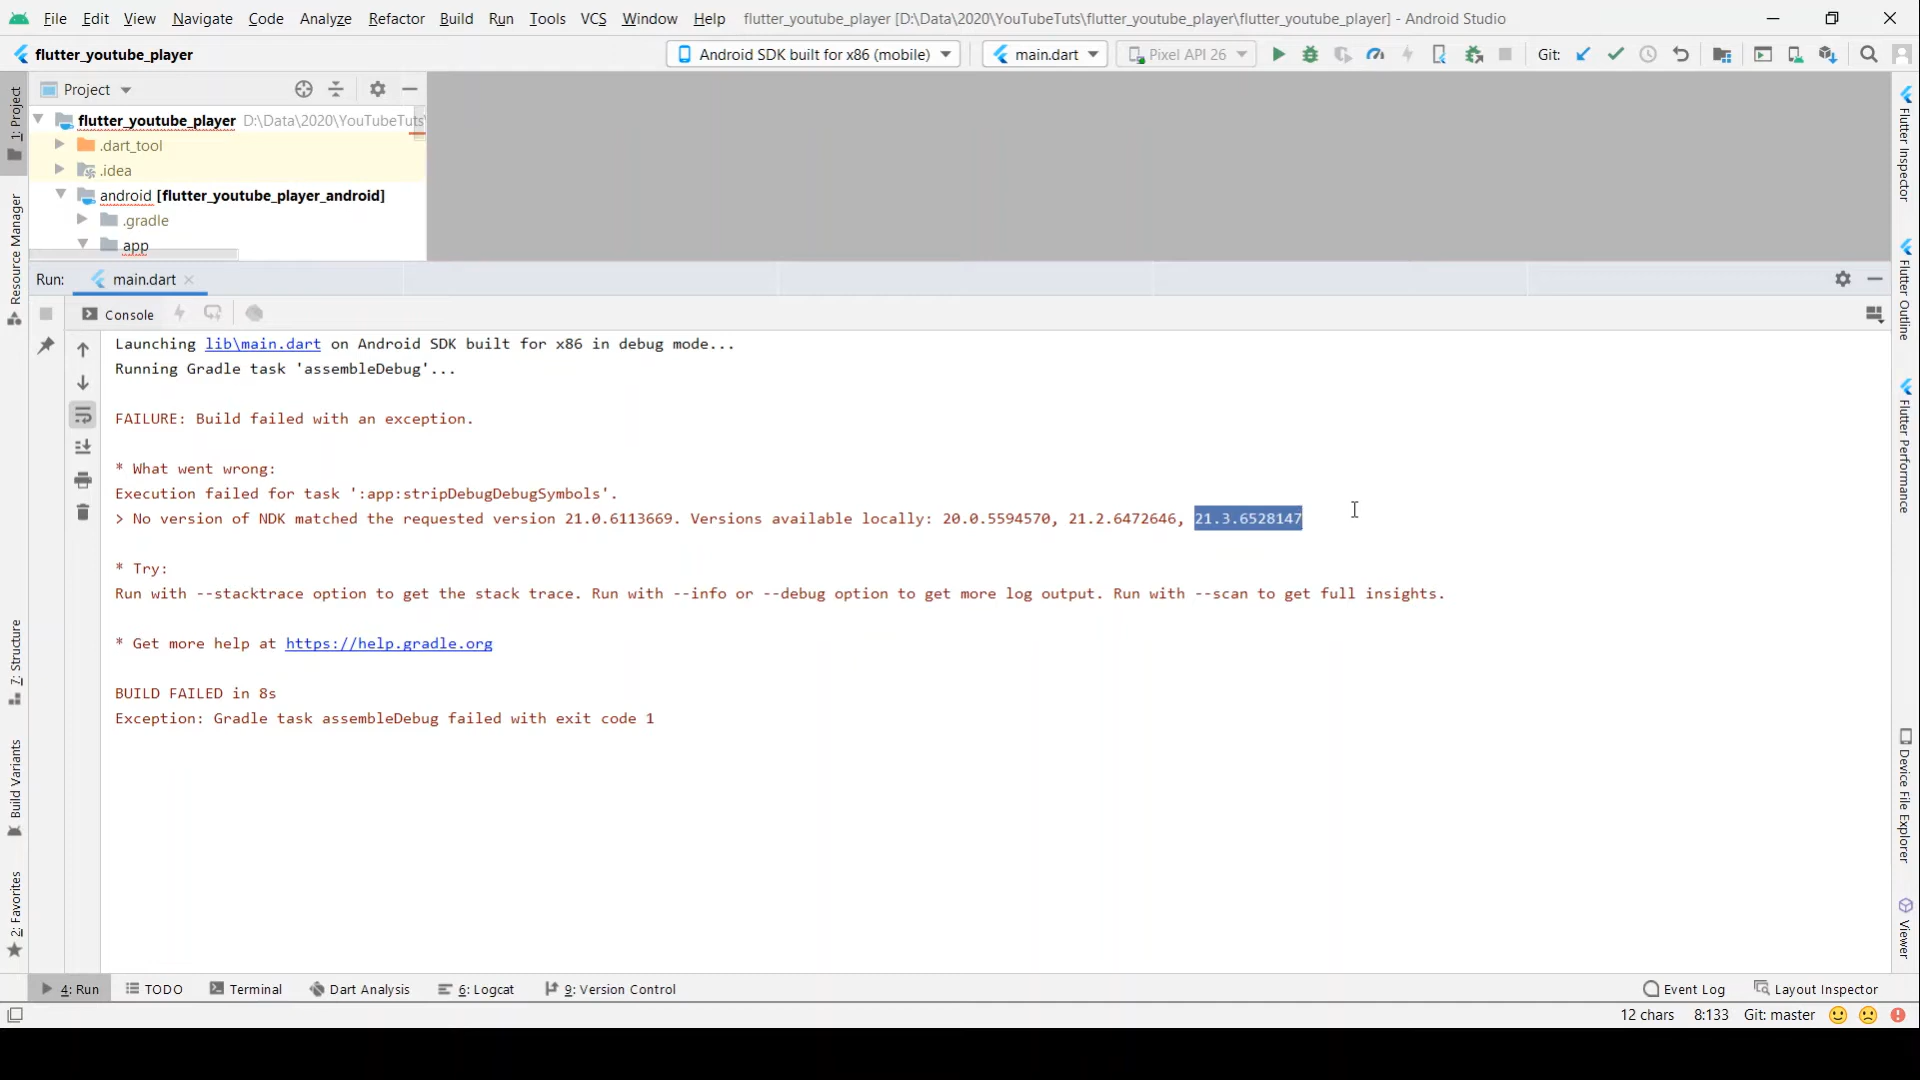 File Edit View Navigate Code Analyze Refactor Build Run Tools VCS Window Help flutter_youtube_player [D:\Data\2020\YouTubeTuts\flutter_youtube_player\flutter_youtube_player] - Android Studio
flutter_youtube_player Android SDK built for x86 (mobile) main.dart Pixel API 26 Git:
Project
flutter_youtube_player D:\Data\2020\YouTubeTuts\
.dart_tool
.idea
android [flutter_youtube_player_android]
.gradle
app
Run: main.dart
Console
Launching lib\main.dart on Android SDK built for x86 in debug mode...
Running Gradle task 'assembleDebug'...
FAILURE: Build failed with an exception.
* What went wrong:
Execution failed for task ':app:stripDebugDebugSymbols'.
> No version of NDK matched the requested version 21.0.6113669. Versions available locally: 20.0.5594570, 21.2.6472646, 21.3.6528147
* Try:
Run with --stacktrace option to get the stack trace. Run with --info or --debug option to get more log output. Run with --scan to get full insights.
* Get more help at https://help.gradle.org
BUILD FAILED in 8s
Exception: Gradle task assembleDebug failed with exit code 1
1: Project
Resource Manager
7: Structure
Build Variants
2: Favorites
Flutter Inspector
Flutter Outline
Flutter Performance
Device File Explorer
Viewer
4: Run TODO Terminal Dart Analysis 6: Logcat 9: Version Control Event Log Layout Inspector
12 chars 8:133 Git: master